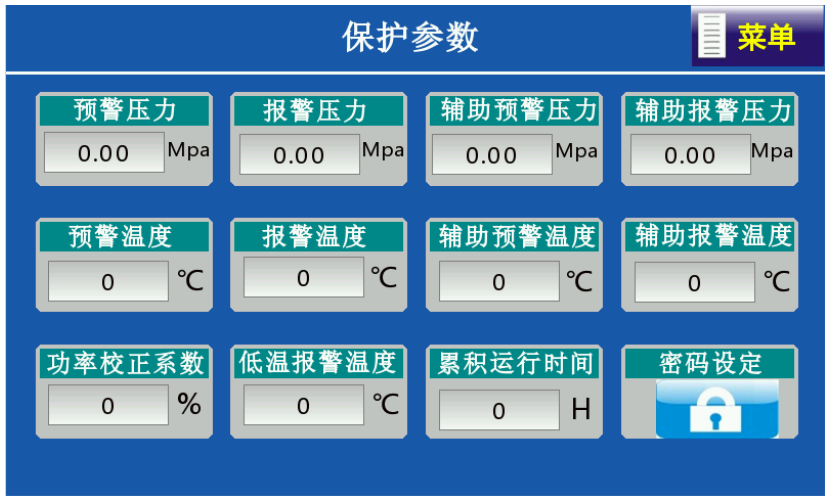 保护参数
菜单
预警压力 报警压力 辅助预警压力 辅助报警压力
0.00 Mpa 0.00 Mpa 0.00 Mpa 0.00 Mpa
预警温度 报警温度 辅助预警温度 辅助报警温度
0 ℃ 0 ℃ 0 ℃ 0 ℃
功率校正系数 低温报警温度 累积运行时间 密码设定
0 % 0 ℃ 0 H